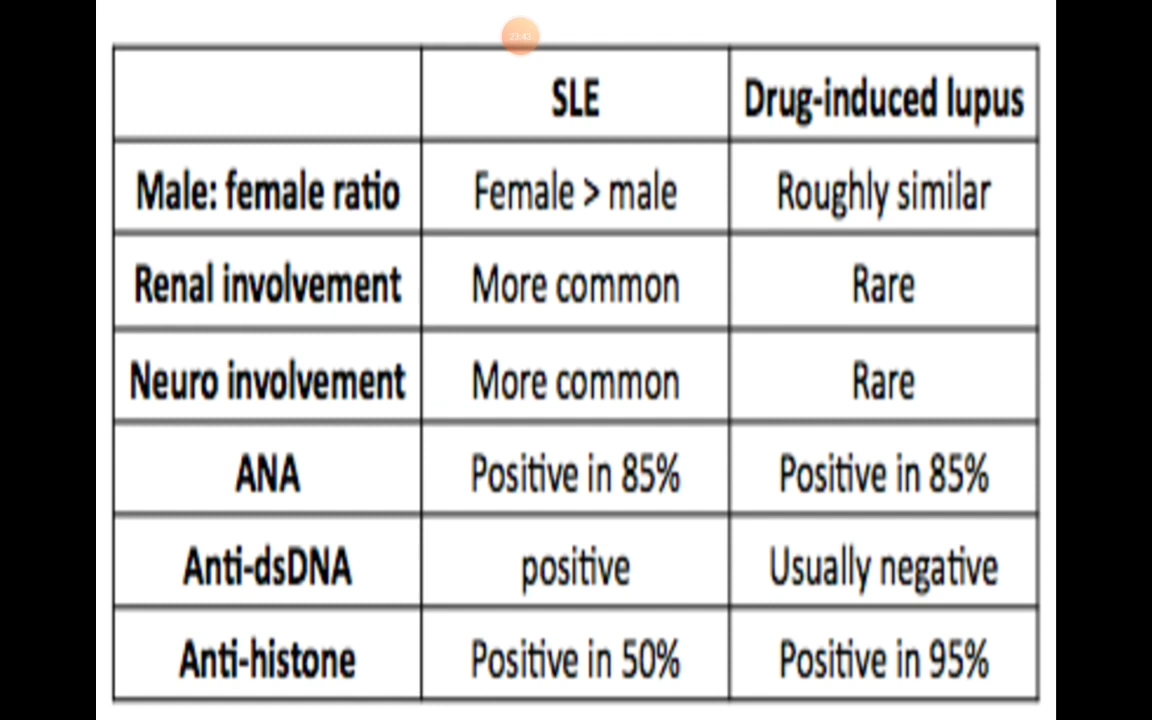 23:42
SLE Drug-induced lupus
Male: female ratio Female > male Roughly similar
Renal involvement More common Rare
Neuro involvement More common Rare
ANA Positive in 85% Positive in 85%
Anti-dsDNA positive Usually negative
Anti-histone Positive in 50% Positive in 95%